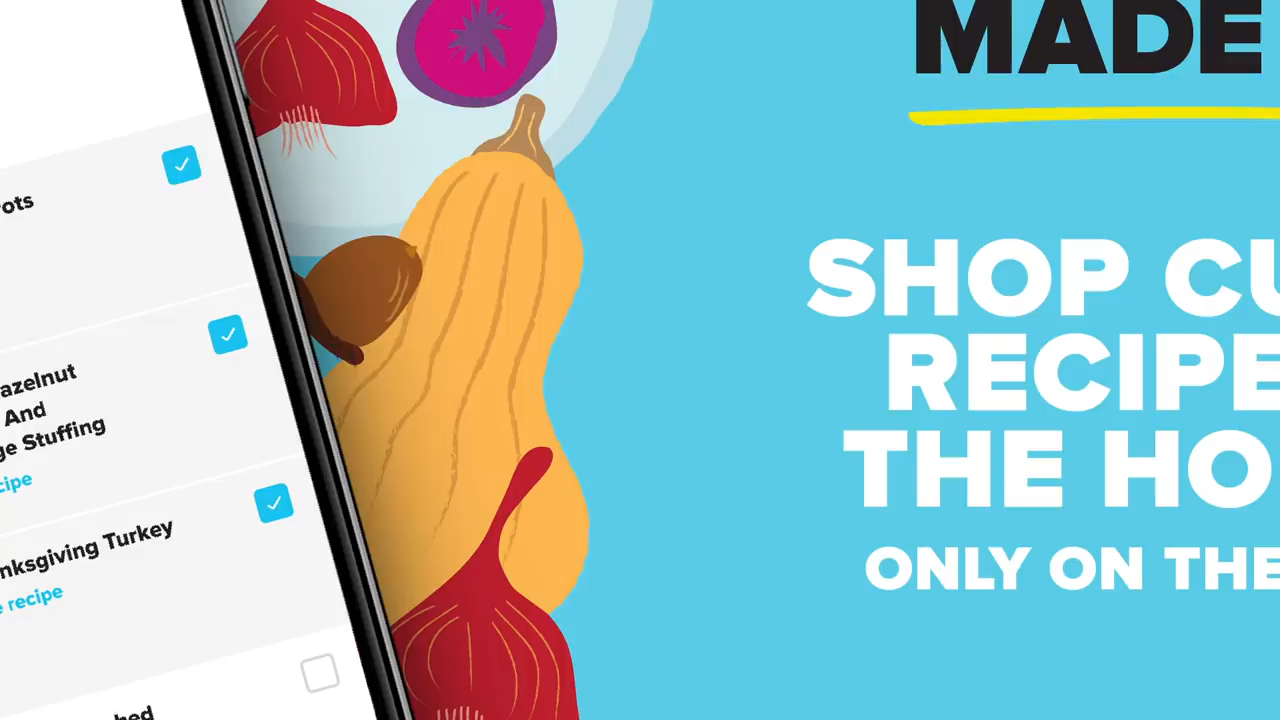 MADE
SHOP CU
RECIPE
THE HO
ONLY ON THE
ots
azelnut
And
ge Stuffing
cipe
nksgiving Turkey
e recipe
hed